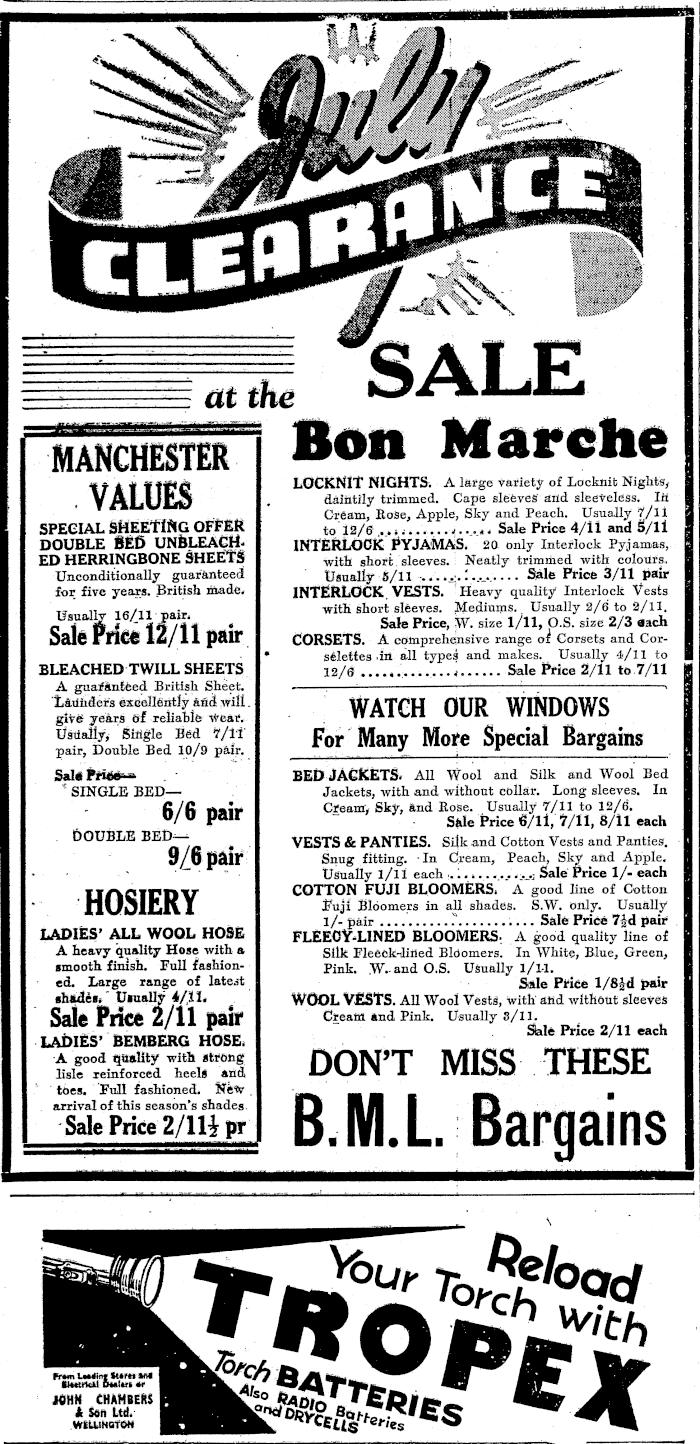 July
CLEARANCE
SALE
at the
Bon Marche
MANCHESTER
VALUES
SPECIAL SHEETING OFFER
DOUBLE BED UNBLEACH-
ED HERRINGBONE SHEETS
Unconditionally guaranteed
for five years. British made.
Usually 16/11 pair.
Sale Price 12/11 pair
BLEACHED TWILL SHEETS
A guaranteed British Sheet.
Launders excellently and will
give years of reliable wear.
Usually, Single Bed 7/11
pair, Double Bed 10/9 pair.
Sale Price—
SINGLE BED—
6/6 pair
DOUBLE BED—
9/6 pair
HOSIERY
LADIES' ALL WOOL HOSE
A heavy quality Hose with a
smooth finish. Full fashion-
ed. Large range of latest
shades. Usually 4/11.
Sale Price 2/11 pair
LADIES' BEMBERG HOSE.
A good quality with strong
lisle reinforced heels and
toes. Full fashioned. New
arrival of this season's shades
Sale Price 2/11½ pr
LOCKNIT NIGHTS. A large variety of Locknit Nights,
daintily trimmed. Cape sleeves and sleeveless. In
Cream, Rose, Apple, Sky and Peach. Usually 7/11
to 12/6 ................ Sale Price 4/11 and 5/11
INTERLOCK PYJAMAS. 20 only Interlock Pyjamas,
with short sleeves. Neatly trimmed with colours.
Usually 5/11 .............. Sale Price 3/11 pair
INTERLOCK VESTS. Heavy quality Interlock Vests
with short sleeves. Mediums. Usually 2/6 to 2/11.
Sale Price, W. size 1/11, O.S. size 2/3 each
CORSETS. A comprehensive range of Corsets and Cor-
selettes in all types and makes. Usually 4/11 to
12/6 ..................... Sale Price 2/11 to 7/11
WATCH OUR WINDOWS
For Many More Special Bargains
BED JACKETS. All Wool and Silk and Wool Bed
Jackets, with and without collar. Long sleeves. In
Cream, Sky, and Rose. Usually 7/11 to 12/6.
Sale Price 6/11, 7/11, 8/11 each
VESTS & PANTIES. Silk and Cotton Vests and Panties.
Snug fitting. In Cream, Peach, Sky and Apple.
Usually 1/11 each ............. Sale Price 1/- each
COTTON FUJI BLOOMERS. A good line of Cotton
Fuji Bloomers in all shades. S.W. only. Usually
1/- pair ...................... Sale Price 7½d pair
FLEECY-LINED BLOOMERS. A good quality line of
Silk Fleeck-lined Bloomers. In White, Blue, Green,
Pink. W. and O.S. Usually 1/11.
Sale Price 1/8½d pair
WOOL VESTS. All Wool Vests, with and without sleeves
Cream and Pink. Usually 3/11.
Sale Price 2/11 each
DON'T MISS THESE
B.M.L. Bargains
Reload
Your Torch with
TROPEX
Torch BATTERIES
Also RADIO Batteries
and DRYCELLS
From Leading Stores and
Electrical Dealers or
JOHN CHAMBERS
& Son Ltd.
WELLINGTON